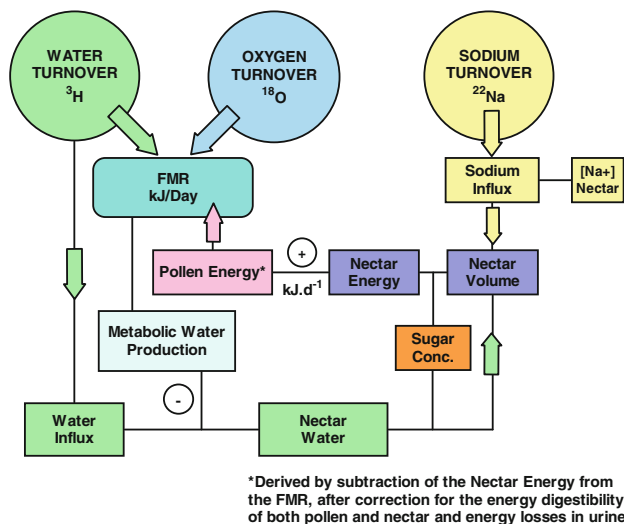 WATER
TURNOVER
³H
OXYGEN
TURNOVER
¹⁸O
SODIUM
TURNOVER
²²Na
FMR
kJ/Day
Sodium
Influx
[Na+]
Nectar
Pollen Energy*
+
kJ.d⁻¹
Nectar
Energy
Nectar
Volume
Metabolic Water
Production
Sugar
Conc.
-
Water
Influx
Nectar
Water
*Derived by subtraction of the Nectar Energy from
the FMR, after correction for the energy digestibility
of both pollen and nectar and energy losses in urine